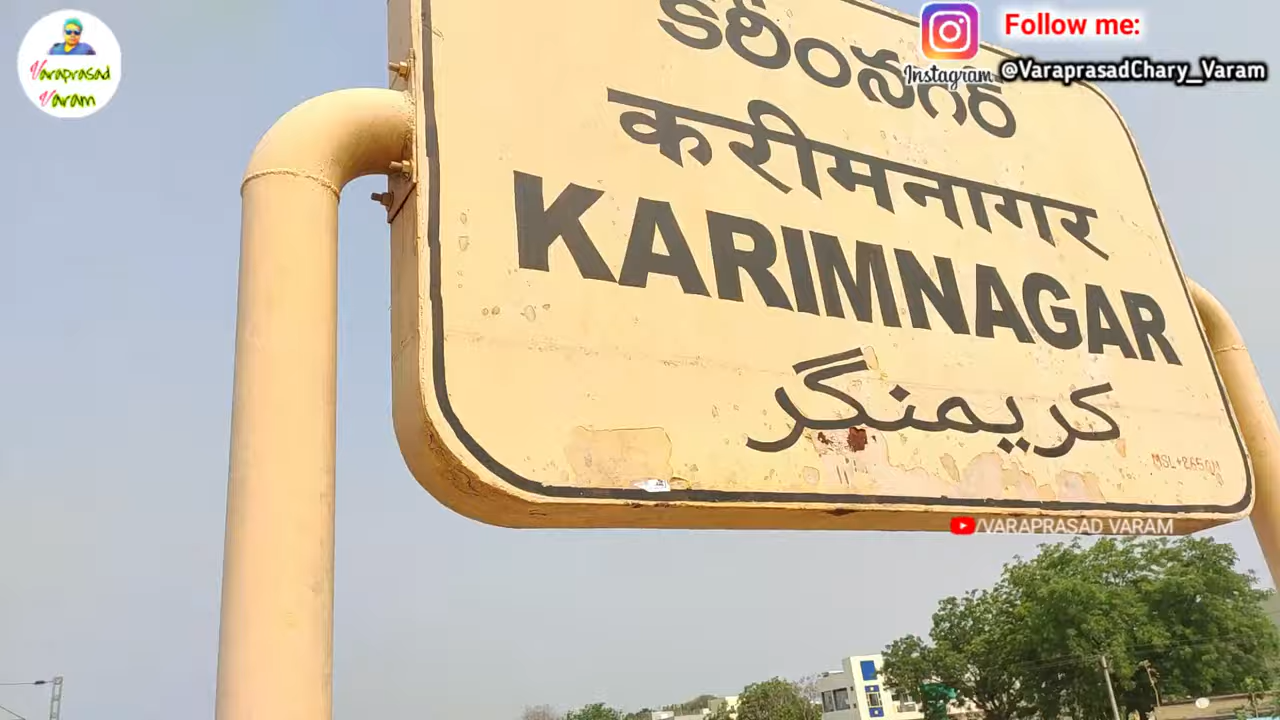 Varaprasad
Varam
Follow me:
Instagram
@VaraprasadChary_Varam
కరీంనగర్
करीमनागर
KARIMNAGAR
کریمنگر
/VARAPRASAD VARAM